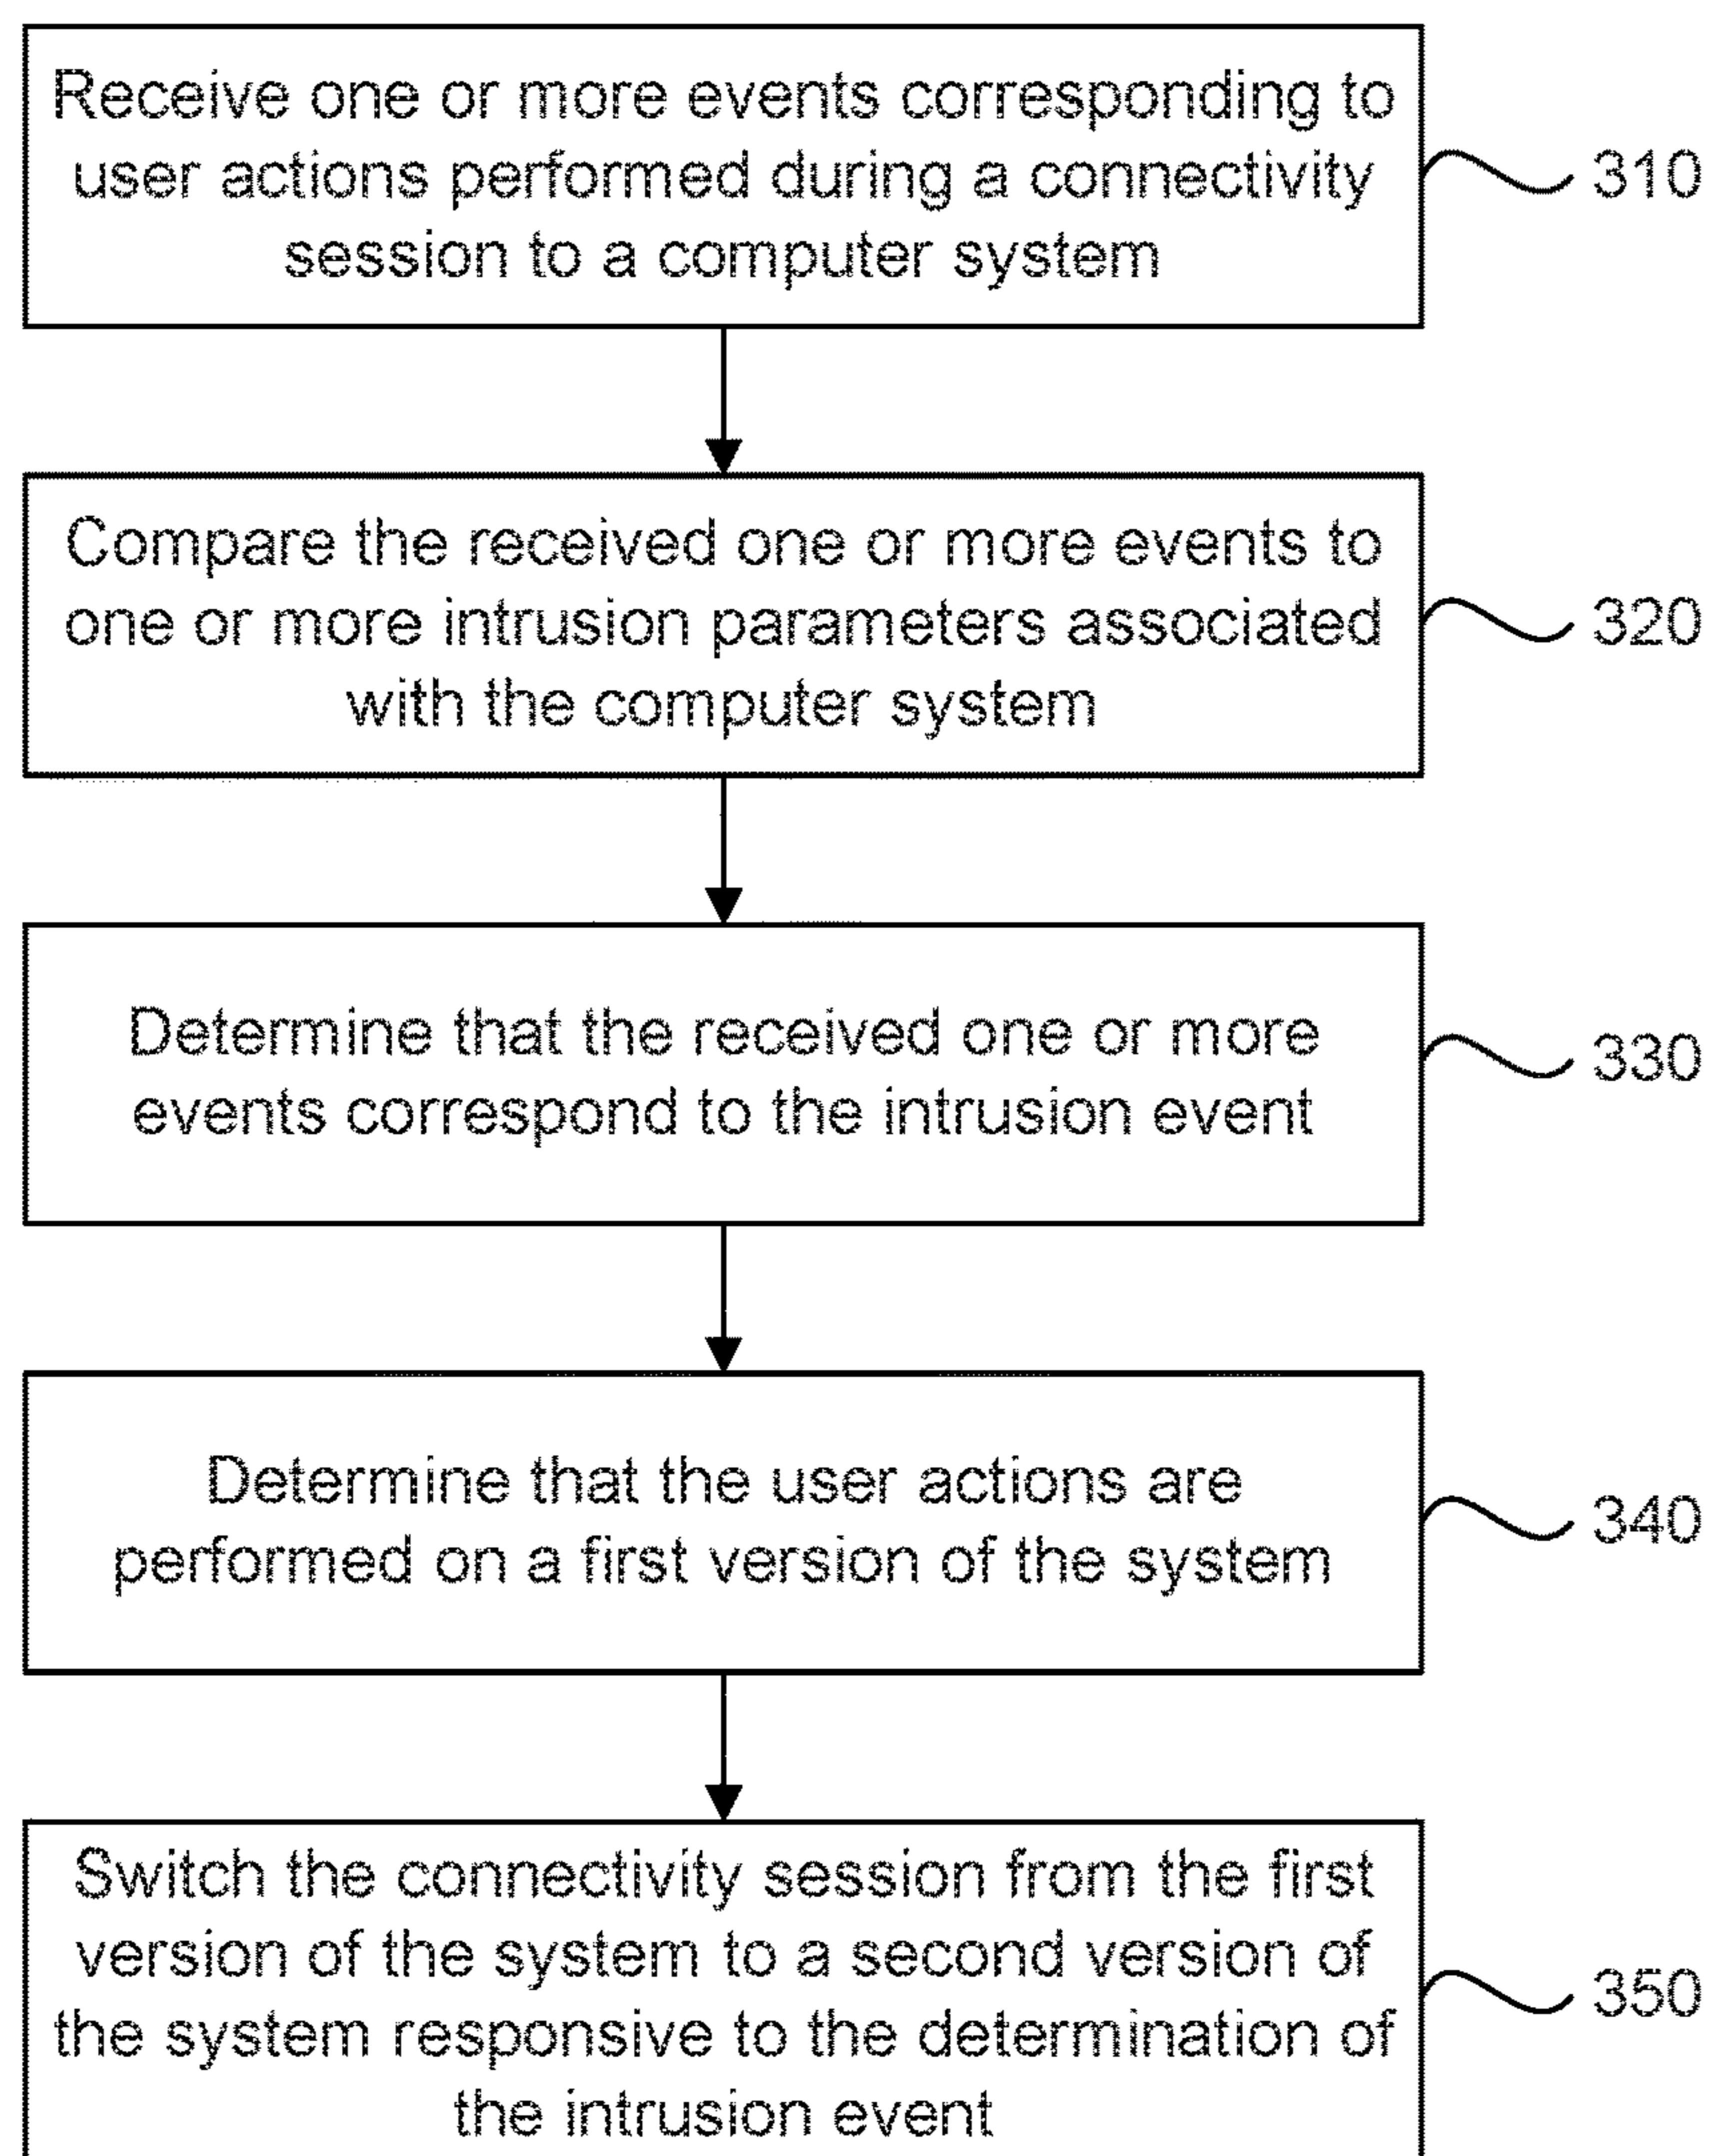 Receive one or more events corresponding to
user actions performed during a connectivity
session to a computer system
310
Compare the received one or more events to
one or more intrusion parameters associated
with the computer system
320
Determine that the received one or more
events correspond to the intrusion event
330
Determine that the user actions are
performed on a first version of the system
340
Switch the connectivity session from the first
version of the system to a second version of
the system responsive to the determination of
the intrusion event
350